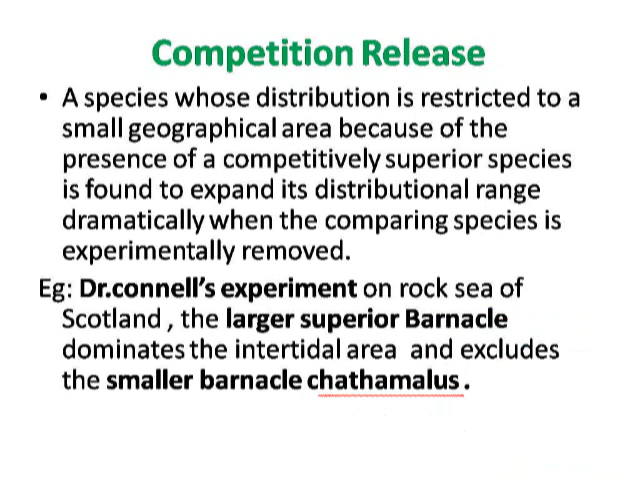 Competition Release
• A species whose distribution is restricted to a
small geographical area because of the
presence of a competitively superior species
is found to expand its distributional range
dramatically when the comparing species is
experimentally removed.
Eg: Dr.connell's experiment on rock sea of
Scotland , the larger superior Barnacle
dominates the intertidal area and excludes
the smaller barnacle chathamalus .